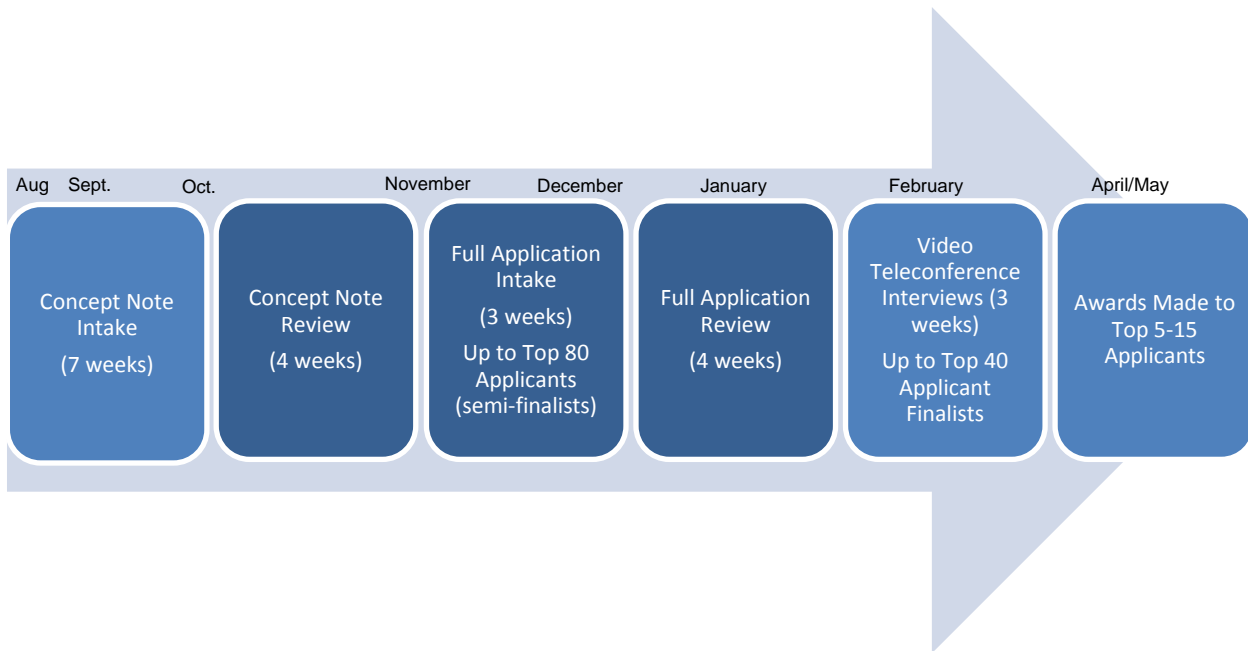 Aug Sept. Oct. November December January February April/May
Concept Note
Intake
(7 weeks)
Concept Note
Review
(4 weeks)
Full Application
Intake
(3 weeks)
Up to Top 80
Applicants
(semi-finalists)
Full Application
Review
(4 weeks)
Video
Teleconference
Interviews (3
weeks)
Up to Top 40
Applicant
Finalists
Awards Made to
Top 5-15
Applicants